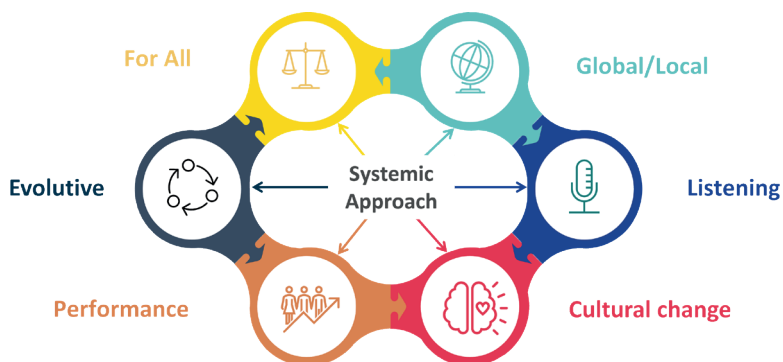 For All
Global/Local
Evolutive
Systemic
Approach
Listening
Performance
Cultural change